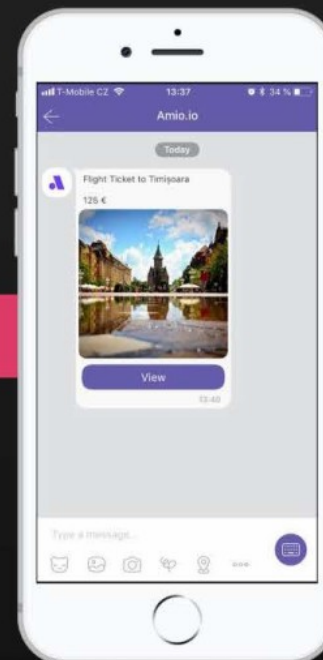 T-Mobile CZ 13:37 34 %
Amio.io
Today
Flight Ticket to Timișoara
125 €
View
13:40
Type a message...